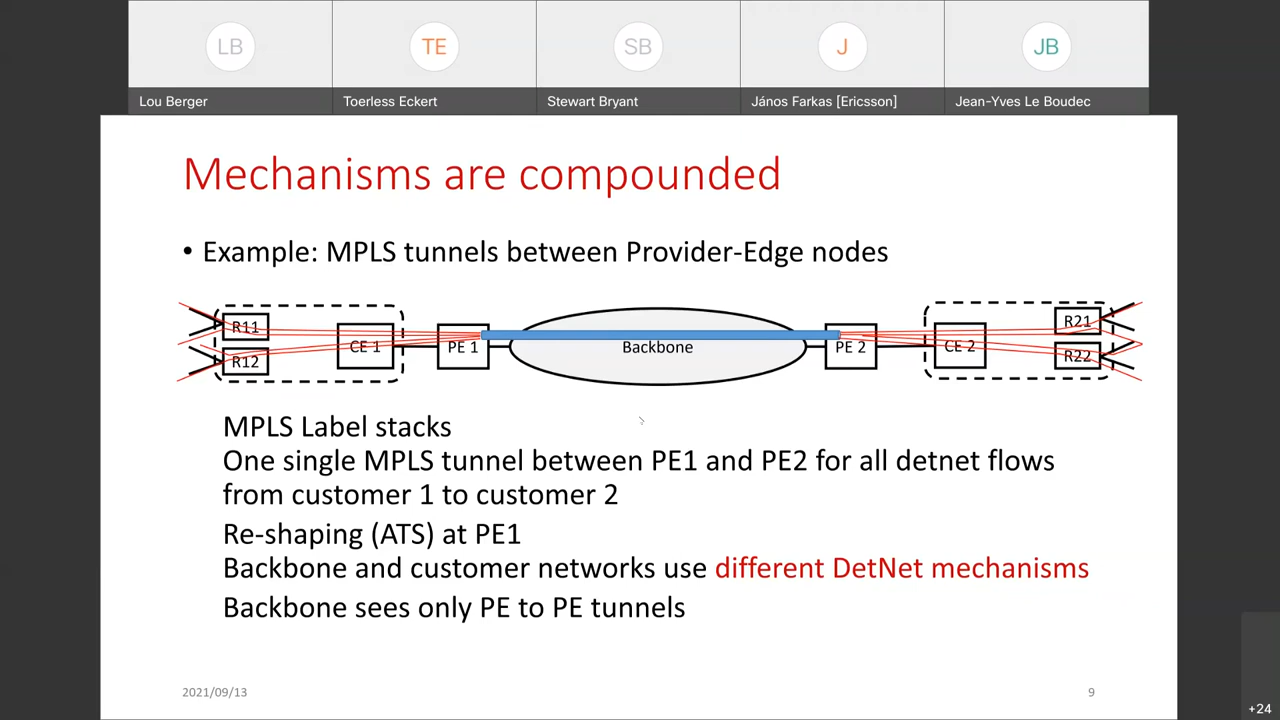 LB
TE
SB
J
JB
Lou Berger
Toerless Eckert
Stewart Bryant
János Farkas [Ericsson]
Jean-Yves Le Boudec
Mechanisms are compounded
• Example: MPLS tunnels between Provider-Edge nodes
R11
R12
CE 1
PE 1
Backbone
PE 2
CE 2
R21
R22
MPLS Label stacks
One single MPLS tunnel between PE1 and PE2 for all detnet flows
from customer 1 to customer 2
Re-shaping (ATS) at PE1
Backbone and customer networks use different DetNet mechanisms
Backbone sees only PE to PE tunnels
2021/09/13
9
+24